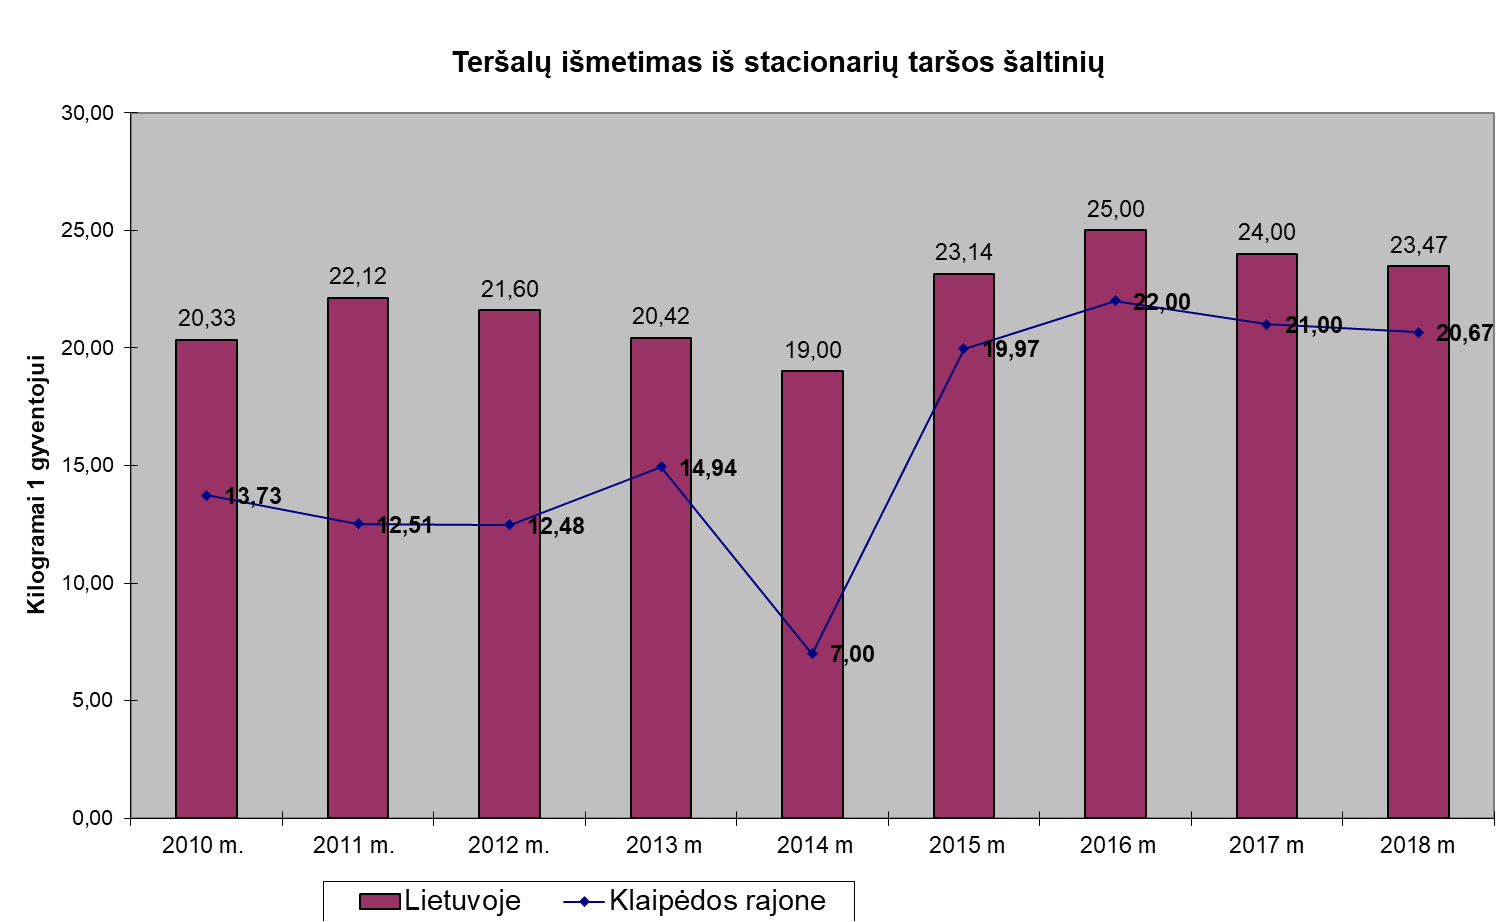 Teršalų išmetimas iš stacionarių taršos šaltinių
Kilogramai 1 gyventojui
30,00
25,00
20,00
15,00
10,00
5,00
0,00
20,33
22,12
21,60
20,42
19,00
23,14
25,00
24,00
23,47
13,73
12,51
12,48
14,94
7,00
19,97
22,00
21,00
20,67
2010 m.
2011 m.
2012 m.
2013 m
2014 m
2015 m
2016 m
2017 m
2018 m
Lietuvoje
Klaipėdos rajone